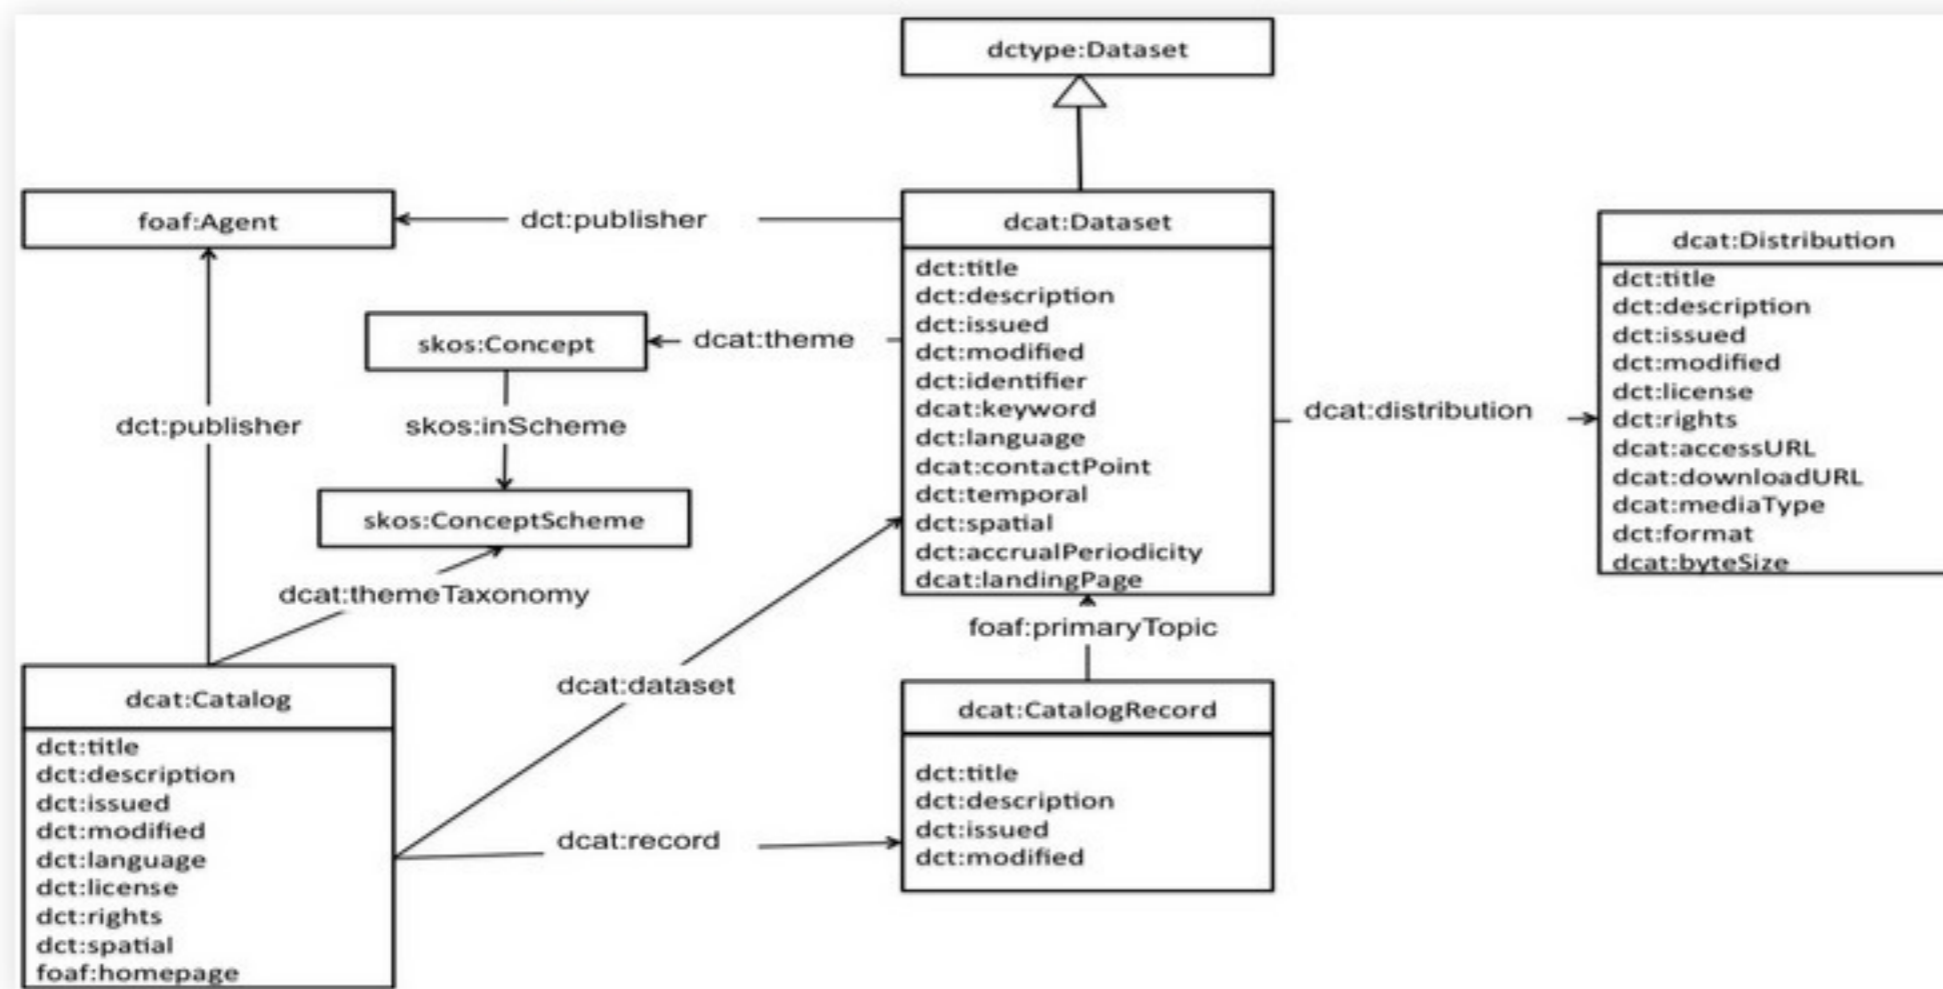 dctype:Dataset
foaf:Agent
dct:publisher
dcat:Dataset
dct:title
dct:description
dct:issued
dct:modified
dct:identifier
dcat:keyword
dct:language
dcat:contactPoint
dct:temporal
dct:spatial
dct:accrualPeriodicity
dcat:landingPage
dcat:Distribution
dct:title
dct:description
dct:issued
dct:modified
dct:license
dct:rights
dcat:accessURL
dcat:downloadURL
dcat:mediaType
dct:format
dcat:byteSize
skos:Concept
dcat:theme
dcat:distribution
dct:publisher
skos:inScheme
skos:ConceptScheme
dcat:themeTaxonomy
foaf:primaryTopic
dcat:dataset
dcat:Catalog
dct:title
dct:description
dct:issued
dct:modified
dct:language
dct:license
dct:rights
dct:spatial
foaf:homepage
dcat:record
dcat:CatalogRecord
dct:title
dct:description
dct:issued
dct:modified